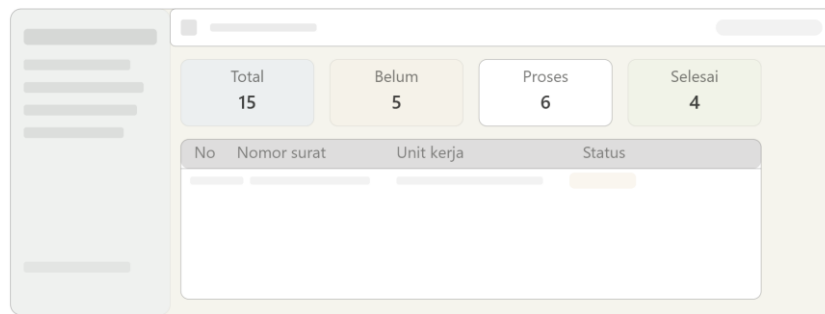 Total Belum Proses Selesai
15 5 6 4
No Nomor surat Unit kerja Status